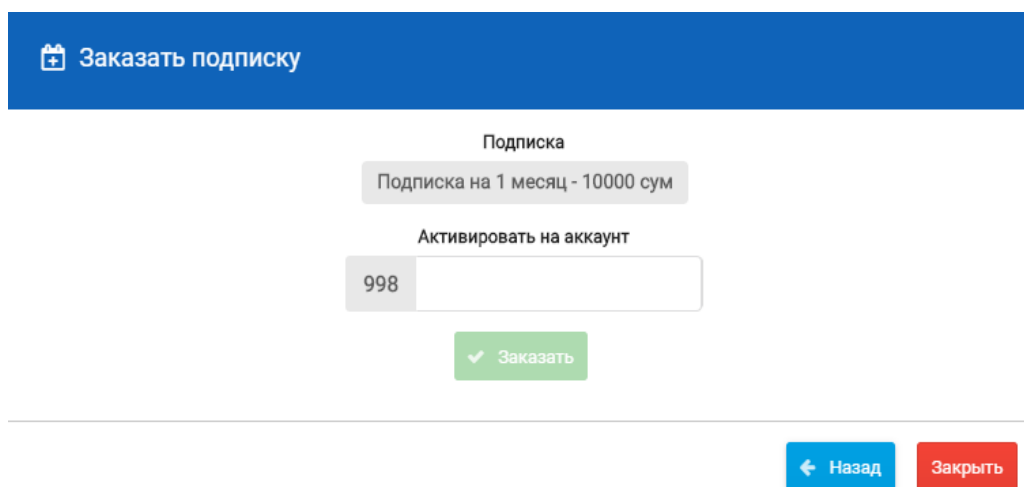 Заказать подписку
Подписка
Подписка на 1 месяц - 10000 сум
Активировать на аккаунт
998
Заказать
Назад
Закрыть